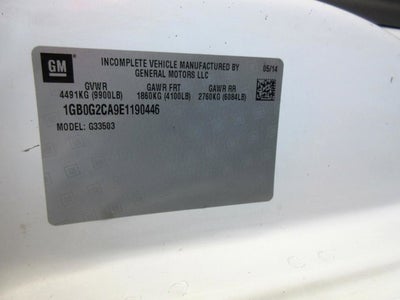 GM
INCOMPLETE VEHICLE MANUFACTURED BY
GENERAL MOTORS LLC
05/14
GVWR GAWR FRT GAWR RR
4491KG (9900LB) 1860KG (4100LB) 2760KG (6084LB)
1GB0G2CA9E1190446
MODEL: G33503